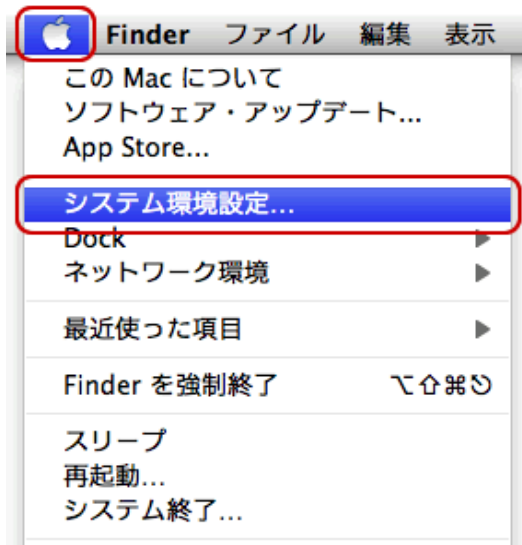 Finder ファイル 編集 表示
この Mac について
ソフトウェア・アップデート...
App Store...
システム環境設定...
Dock
ネットワーク環境
最近使った項目
Finder を強制終了 ⌥⇧⌘⎋
スリープ
再起動...
システム終了...